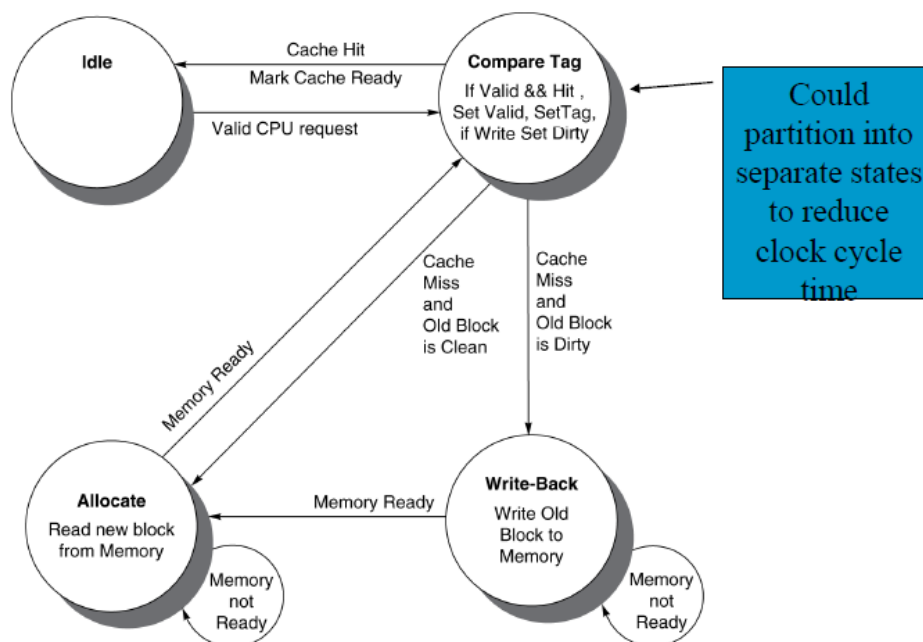 Idle
Cache Hit
Mark Cache Ready
Valid CPU request
Compare Tag
If Valid && Hit ,
Set Valid, SetTag,
if Write Set Dirty
Could
partition into
separate states
to reduce
clock cycle
time
Cache
Miss
and
Old Block
is Clean
Cache
Miss
and
Old Block
is Dirty
Memory Ready
Allocate
Read new block
from Memory
Memory
not
Ready
Memory Ready
Write-Back
Write Old
Block to
Memory
Memory
not
Ready